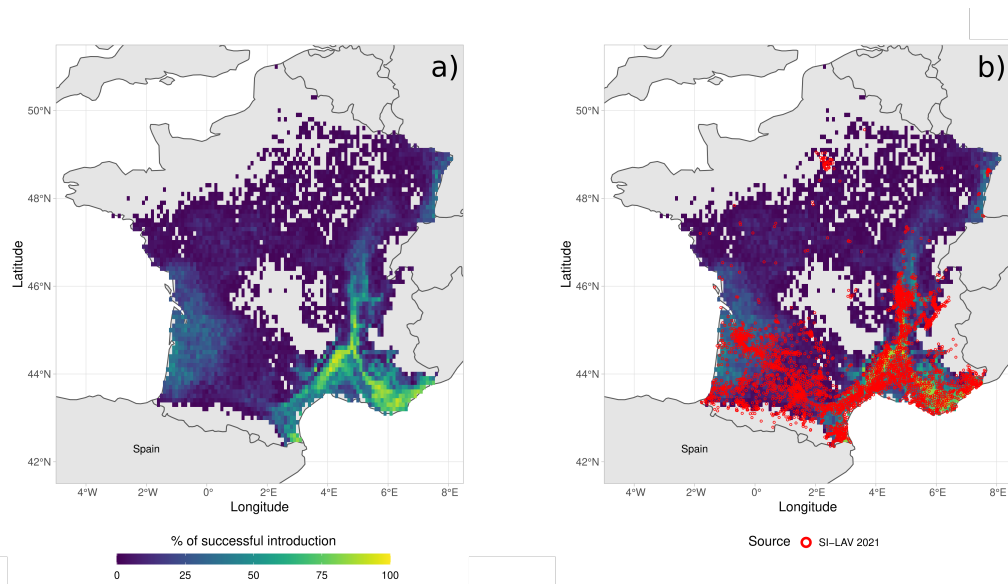 a)
50°N
48°N
46°N
44°N
42°N
Latitude
Spain
4°W
2°W
0°
2°E
4°E
6°E
8°E
Longitude
% of successful introduction
0
25
50
75
100
b)
50°N
48°N
46°N
44°N
42°N
Latitude
Spain
4°W
2°W
0°
2°E
4°E
6°E
8°E
Longitude
Source SI−LAV 2021